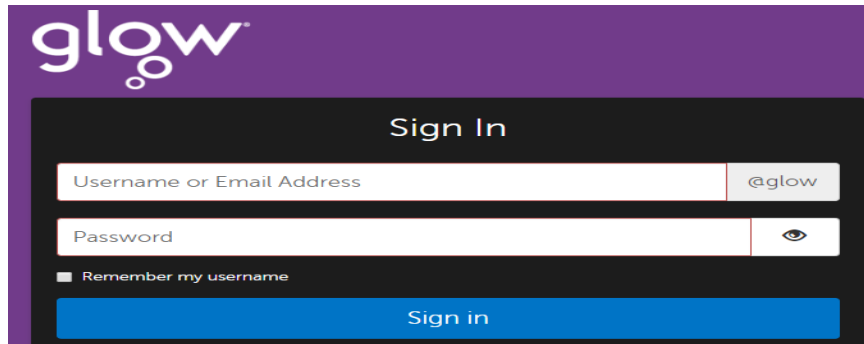 glow
Sign In
Username or Email Address @glow
Password
Remember my username
Sign in